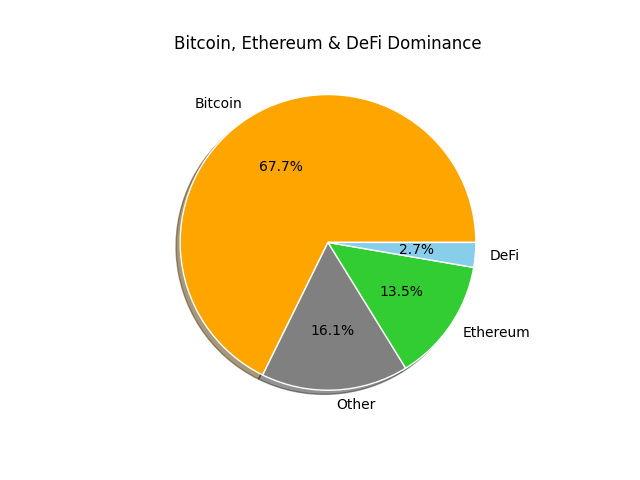 Bitcoin, Ethereum & DeFi Dominance
Bitcoin
67.7%
2.7%
DeFi
13.5%
16.1%
Ethereum
Other